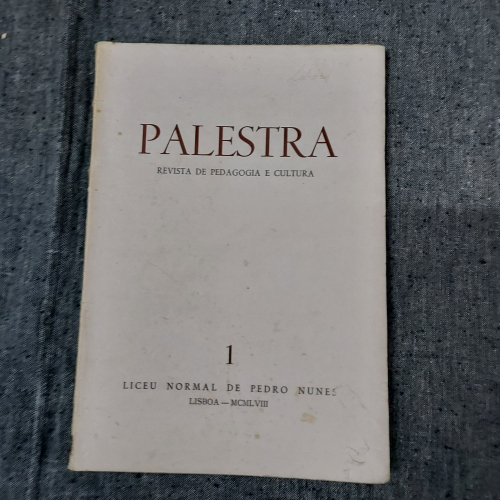 PALESTRA
REVISTA DE PEDAGOGIA E CULTURA
1
LICEU NORMAL DE PEDRO NUNES
LISBOA — MCMLVIII